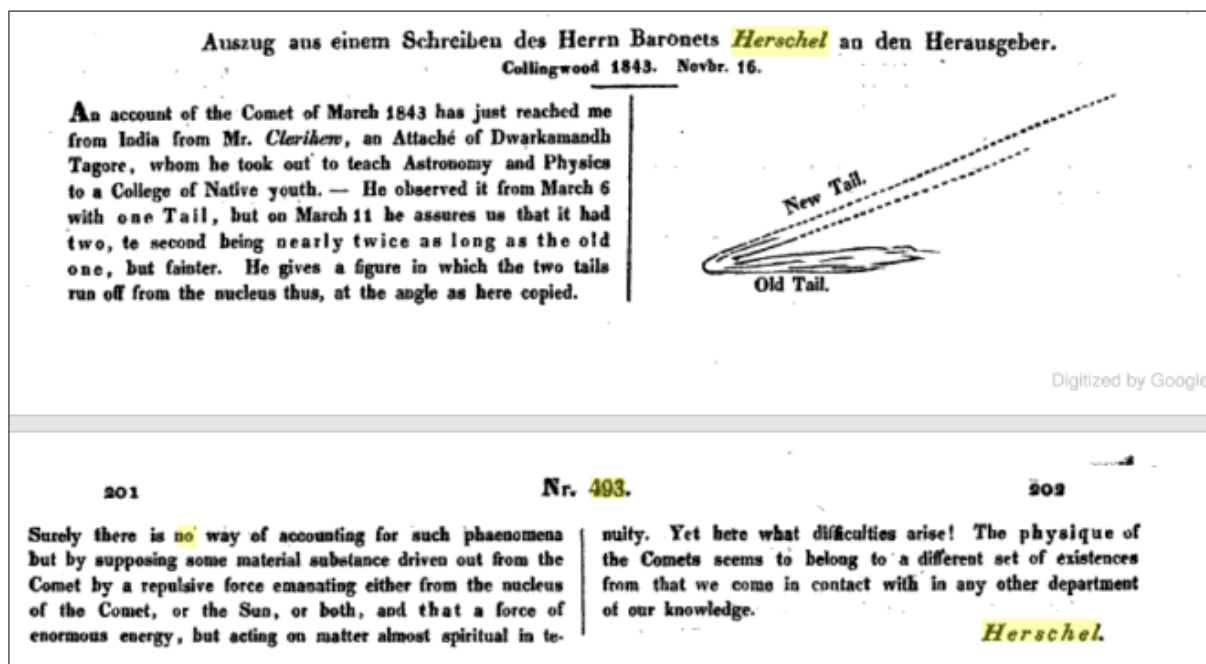 Auszug aus einem Schreiben des Herrn Baronets Herschel an den Herausgeber.
Collingwood 1843. Novbr. 16.
An account of the Comet of March 1843 has just reached me
from India from Mr. Clerihew, an Attaché of Dwarkamandh
Tagore, whom he took out to teach Astronomy and Physics
to a College of Native youth. — He observed it from March 6
with one Tail, but on March 11 he assures us that it had
two, te second being nearly twice as long as the old
one, but fainter. He gives a figure in which the two tails
run off from the nucleus thus, at the angle as here copied.
New Tail.
Old Tail.
Digitized by Google
201
Nr. 493.
202
Surely there is no way of accounting for such phaenomena
but by supposing some material substance driven out from the
Comet by a repulsive force emanating either from the nucleus
of the Comet, or the Sun, or both, and that a force of
enormous energy, but acting on matter almost spiritual in te-
nuity. Yet here what difficulties arise! The physique of
the Comets seems to belong to a different set of existences
from that we come in contact with in any other department
of our knowledge.
Herschel.